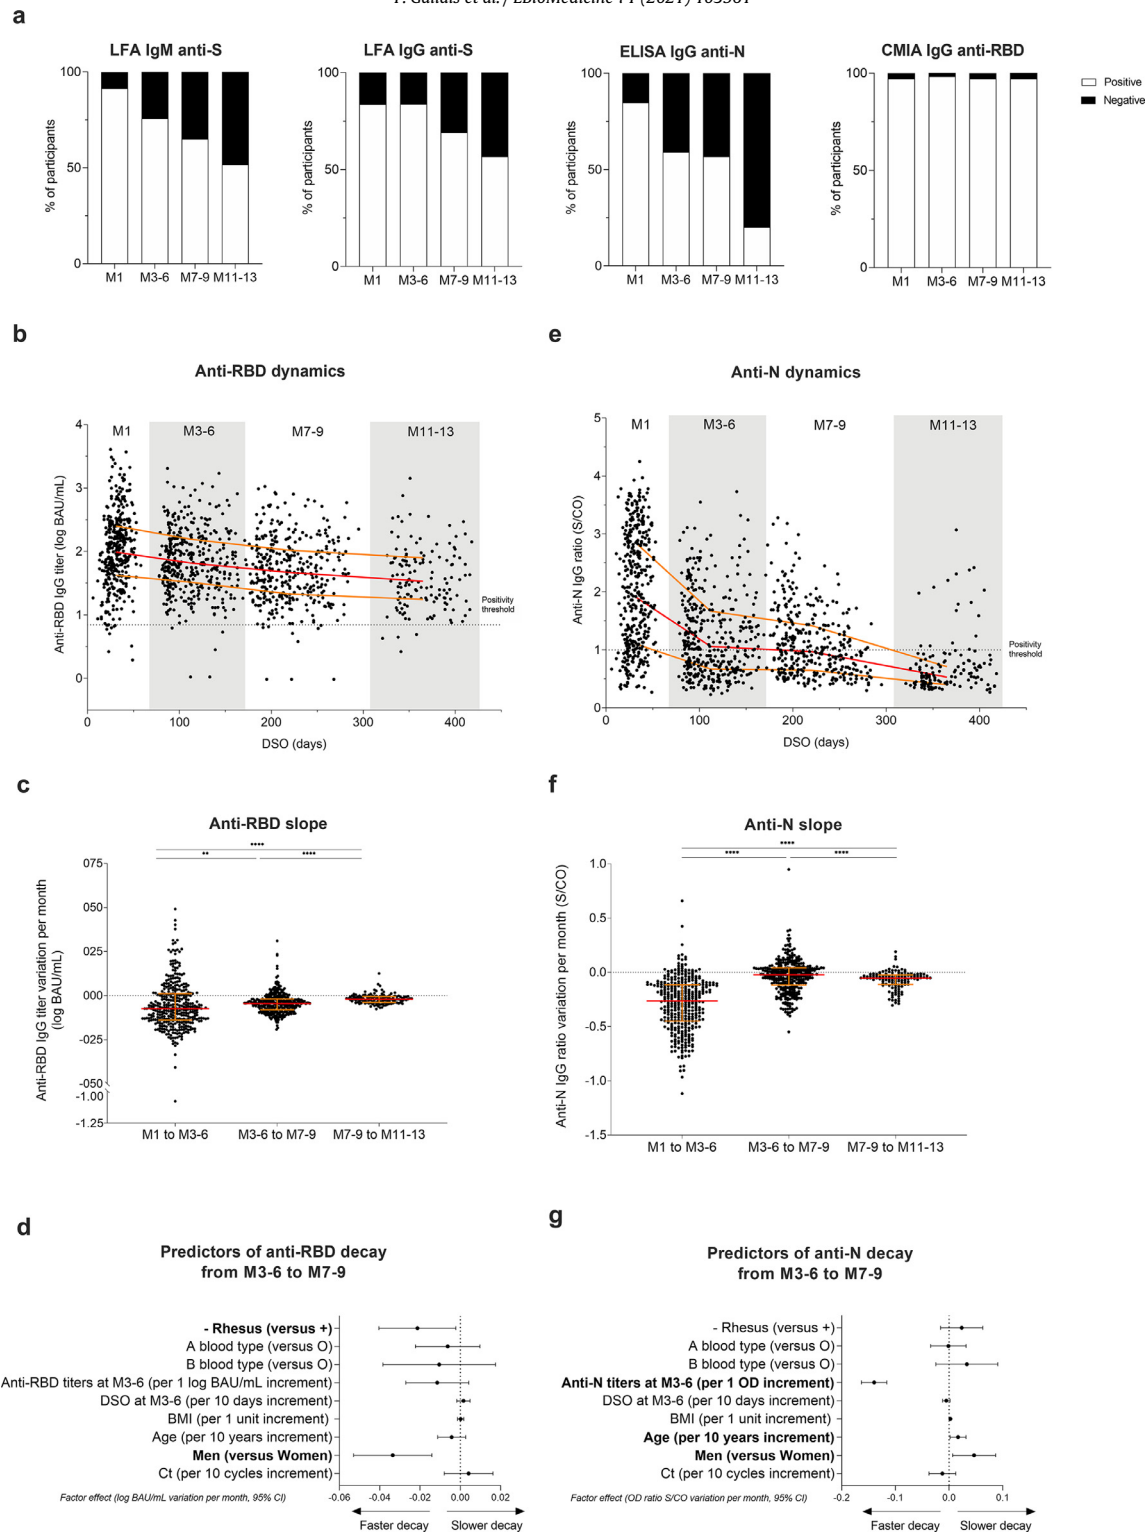 a
LFA IgM anti-S
LFA IgG anti-S
ELISA IgG anti-N
CMIA IgG anti-RBD
Positive
Negative
% of participants
100
50
0
M1 M3-6 M7-9 M11-13
% of participants
100
50
0
M1 M3-6 M7-9 M11-13
% of participants
100
50
0
M1 M3-6 M7-9 M11-13
% of participants
100
50
0
M1 M3-6 M7-9 M11-13
b
Anti-RBD dynamics
M1 M3-6 M7-9 M11-13
Anti-RBD IgG titer (log BAU/mL)
4
3
2
1
0
Positivity
threshold
0 100 200 300 400
DSO (days)
e
Anti-N dynamics
M1 M3-6 M7-9 M11-13
Anti-N IgG ratio (S/CO)
5
4
3
2
1
0
Positivity
threshold
0 100 200 300 400
DSO (days)
c
Anti-RBD slope
**** 
** ****
Anti-RBD IgG titer variation per month
(log BAU/mL)
075
050
025
000
-025
-050
-1.00
-1.25
M1 to M3-6 M3-6 to M7-9 M7-9 to M11-13
f
Anti-N slope
****
**** ****
Anti-N IgG ratio variation per month (S/CO)
1.0
0.5
0.0
-0.5
-1.0
-1.5
M1 to M3-6 M3-6 to M7-9 M7-9 to M11-13
d
Predictors of anti-RBD decay
from M3-6 to M7-9
- Rhesus (versus +)
A blood type (versus O)
B blood type (versus O)
Anti-RBD titers at M3-6 (per 1 log BAU/mL increment)
DSO at M3-6 (per 10 days increment)
BMI (per 1 unit increment)
Age (per 10 years increment)
Men (versus Women)
Ct (per 10 cycles increment)
-0.06 -0.04 -0.02 0.00 0.02
Factor effect (log BAU/mL variation per month, 95% CI)
Faster decay Slower decay
g
Predictors of anti-N decay
from M3-6 to M7-9
- Rhesus (versus +)
A blood type (versus O)
B blood type (versus O)
Anti-N titers at M3-6 (per 1 OD increment)
DSO at M3-6 (per 10 days increment)
BMI (per 1 unit increment)
Age (per 10 years increment)
Men (versus Women)
Ct (per 10 cycles increment)
-0.2 -0.1 0.0 0.1
Factor effect (OD ratio S/CO variation per month, 95% CI)
Faster decay Slower decay